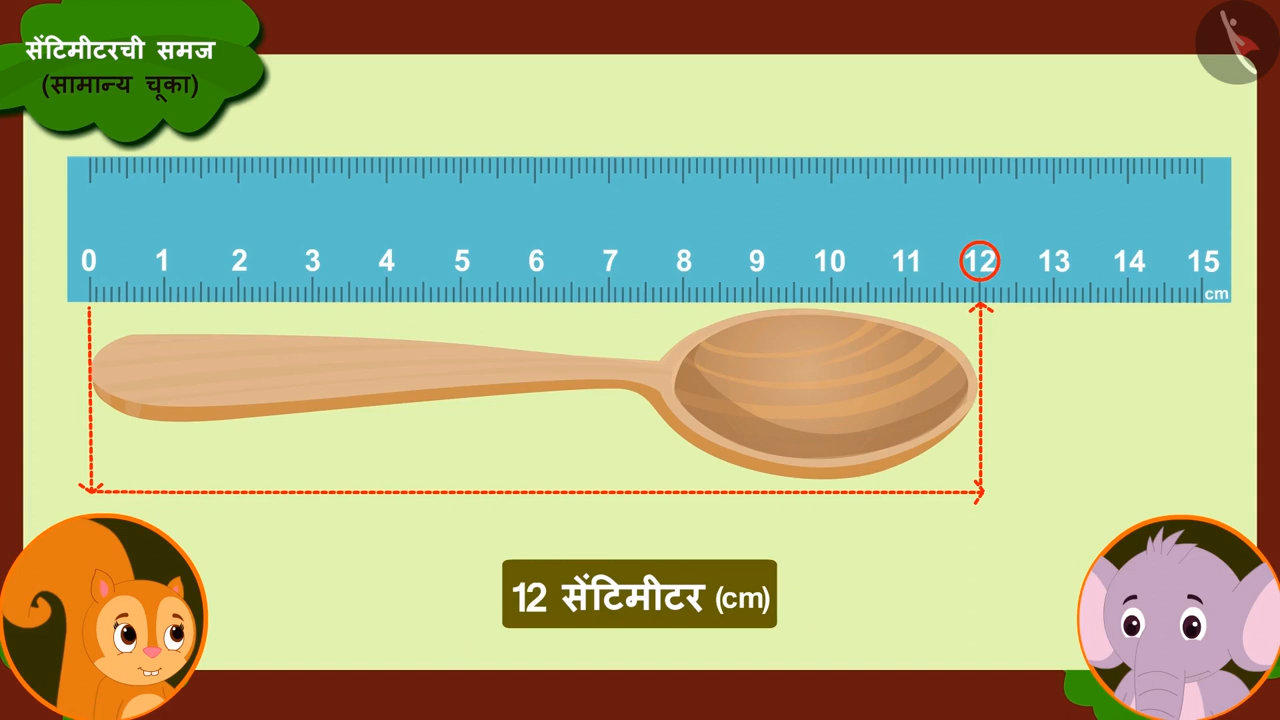 सेंटिमीटरची समज
(सामान्य चूका)
0 1 2 3 4 5 6 7 8 9 10 11 12 13 14 15
cm
12 सेंटिमीटर (cm)